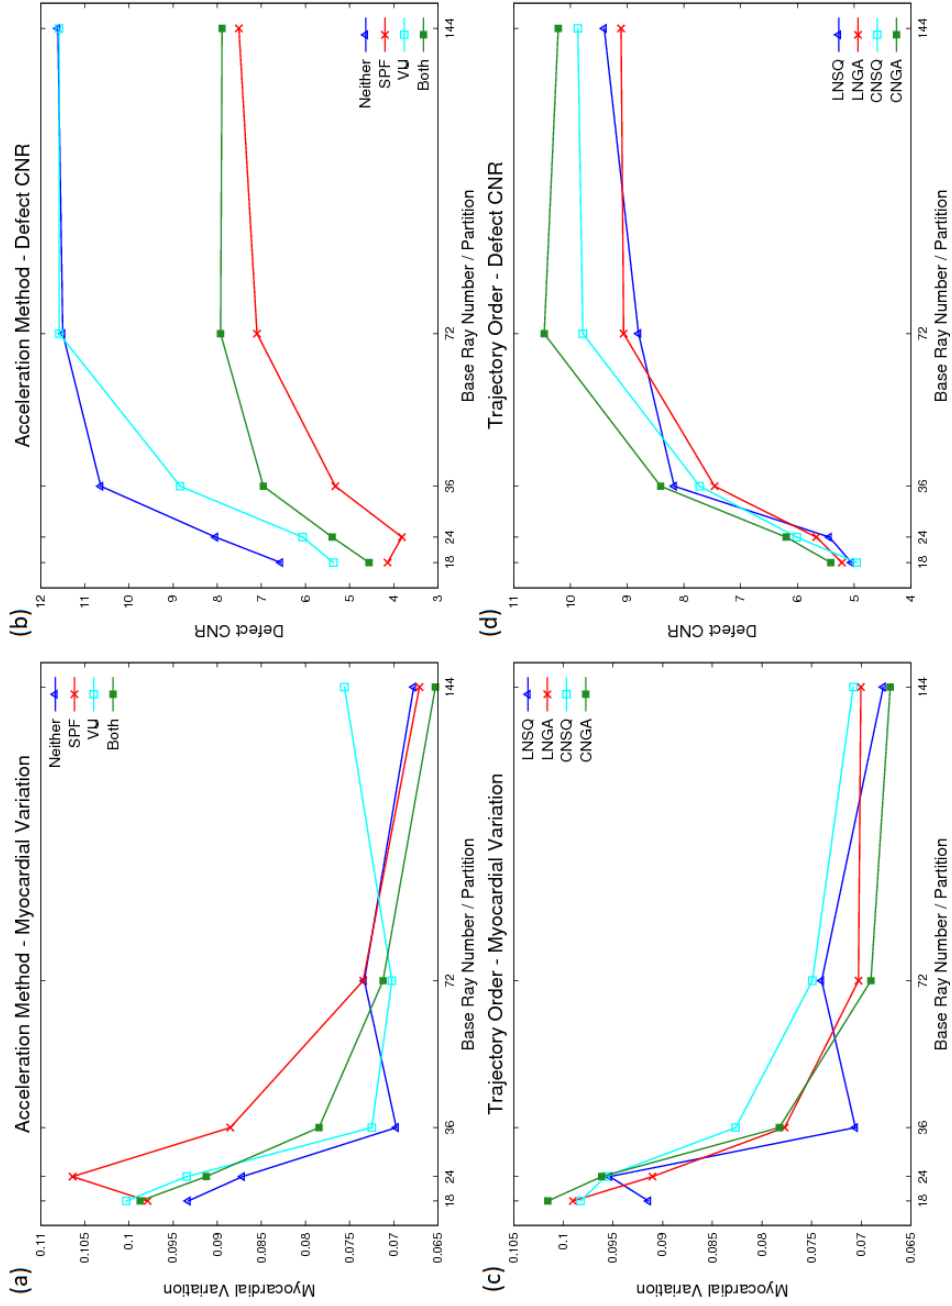 (a)
Acceleration Method - Myocardial Variation
Myocardial Variation
0.11
0.1
0.095
0.085
0.075
0.07
0.065
18
24
36
72
144
Base Ray Number / Partition
Neither
SPF
VU
Both
(b)
Acceleration Method - Defect CNR
Defect CNR
12
11
10
9
8
7
6
5
4
3
18
24
36
72
144
Base Ray Number / Partition
Neither
SPF
VU
Both
(c)
Trajectory Order - Myocardial Variation
Myocardial Variation
0.105
0.1
0.095
0.09
0.085
0.08
0.075
0.07
0.065
18
24
36
72
144
Base Ray Number / Partition
LNSQ
LNGA
CNSQ
CNGA
(d)
Trajectory Order - Defect CNR
Defect CNR
11
10
9
8
7
6
5
4
18
24
36
72
144
Base Ray Number / Partition
LNSQ
LNGA
CNSQ
CNGA